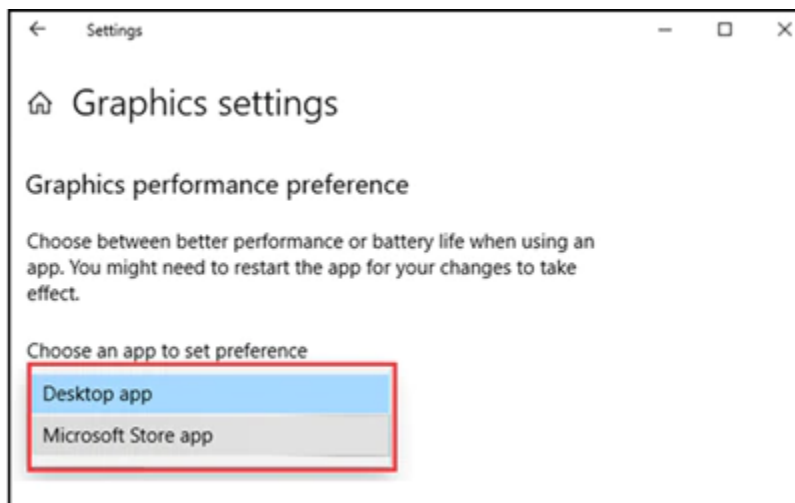 Settings
Graphics settings
Graphics performance preference
Choose between better performance or battery life when using an
app. You might need to restart the app for your changes to take
effect.
Choose an app to set preference
Desktop app
Microsoft Store app